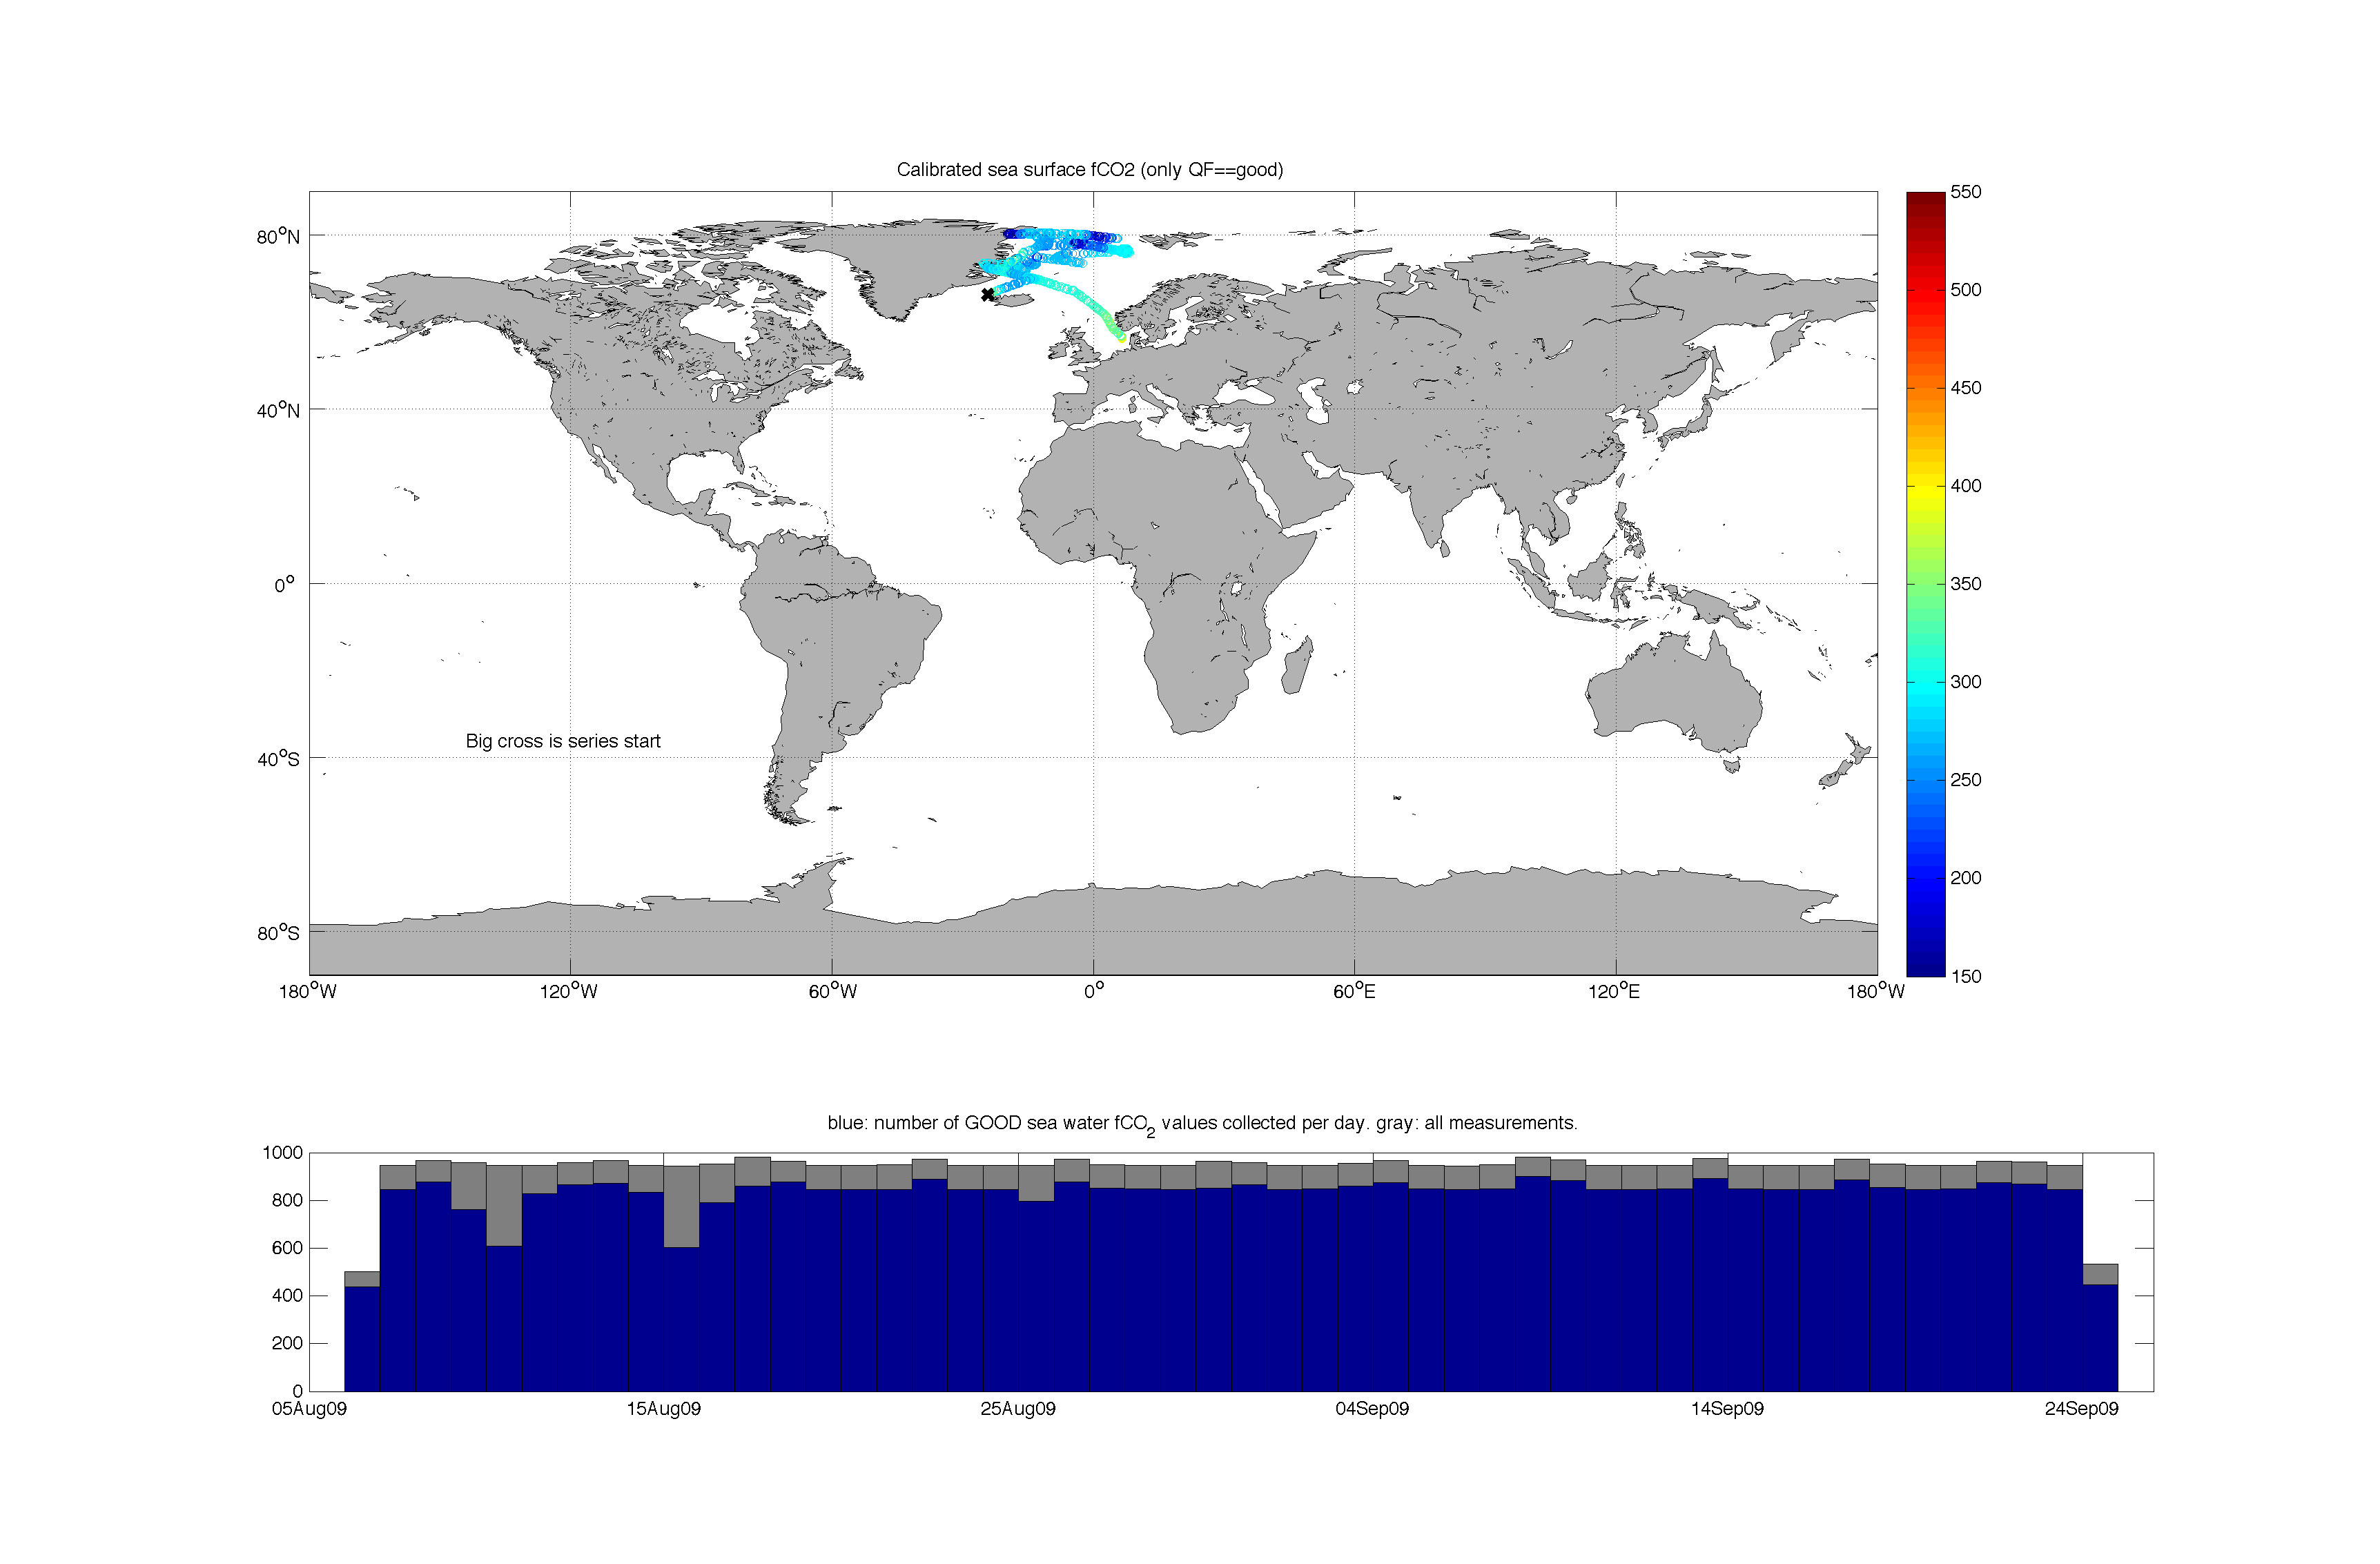 Calibrated sea surface fCO2 (only QF==good)
80°N
40°N
0°
40°S
80°S
180°W 120°W 60°W 0° 60°E 120°E 180°W
Big cross is series start
550
500
450
400
350
300
250
200
150
blue: number of GOOD sea water fCO2 values collected per day. gray: all measurements.
1000
800
600
400
200
0
05Aug09 15Aug09 25Aug09 04Sep09 14Sep09 24Sep09